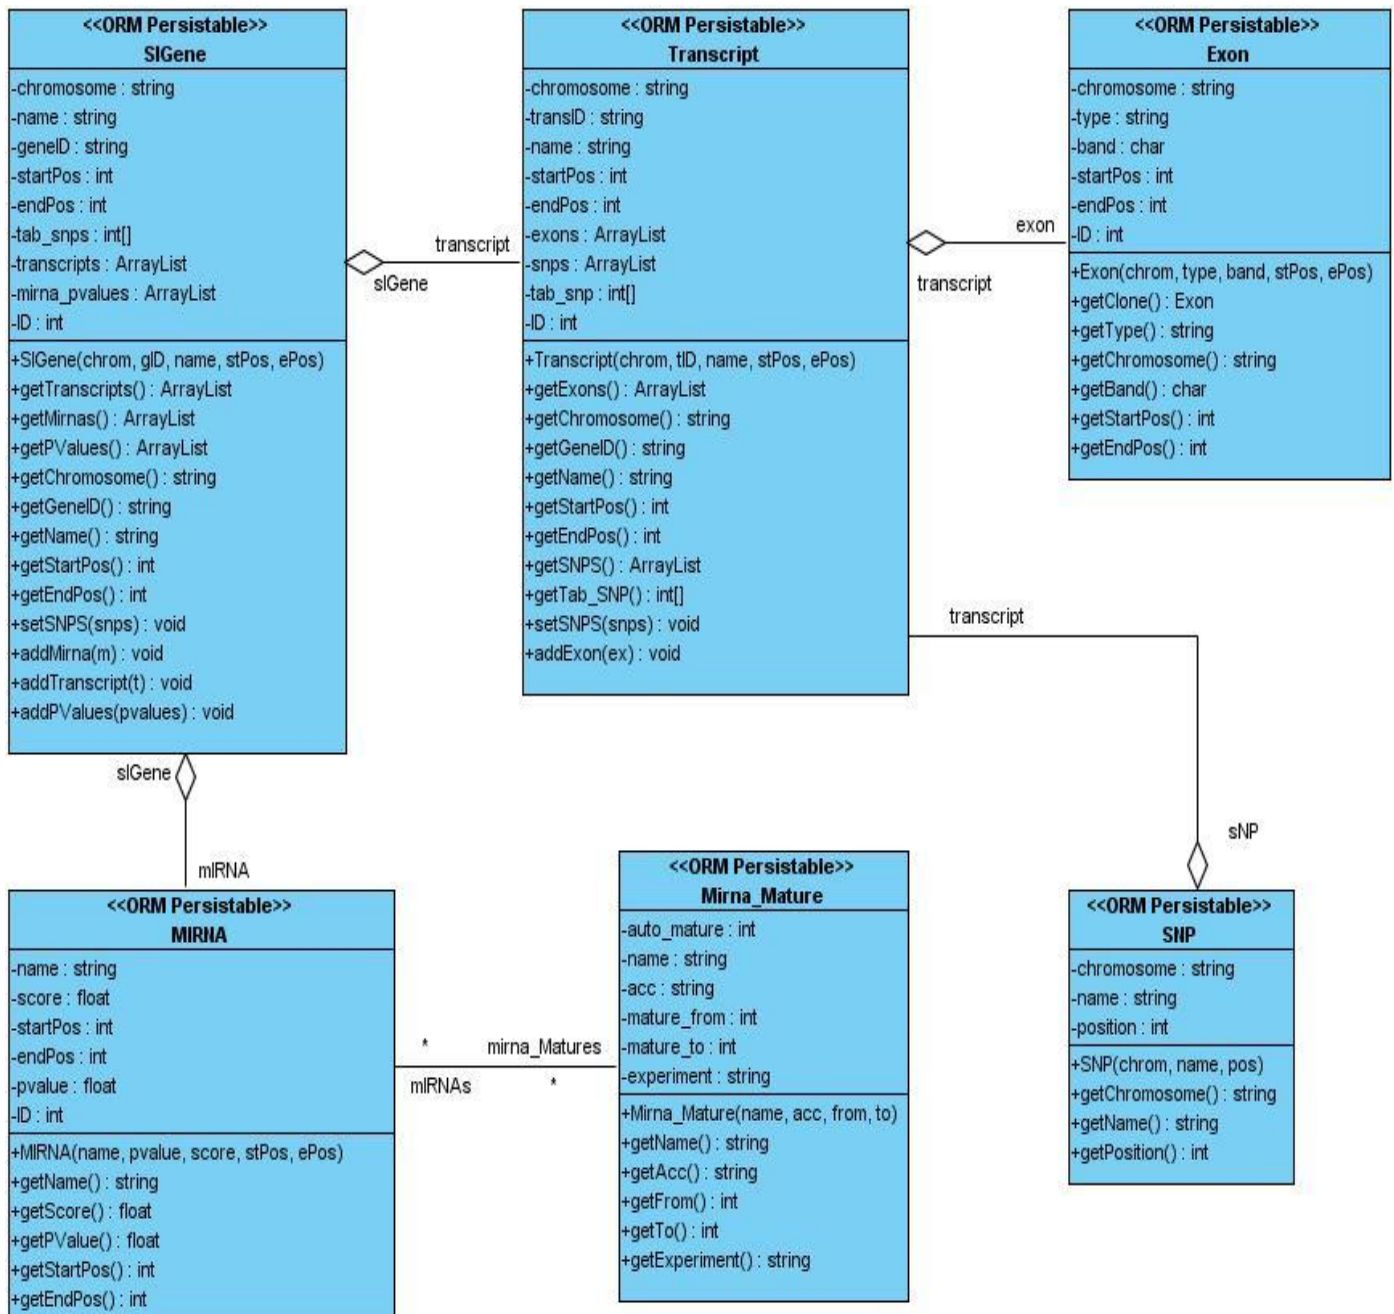 <<ORM Persistable>>
SlGene
-chromosome : string
-name : string
-geneID : string
-startPos : int
-endPos : int
-tab_snps : int[]
-transcripts : ArrayList
-mirna_pvalues : ArrayList
-ID : int
+SlGene(chrom, gID, name, stPos, ePos)
+getTranscripts() : ArrayList
+getMirnas() : ArrayList
+getPValues() : ArrayList
+getChromosome() : string
+getGeneID() : string
+getName() : string
+getStartPos() : int
+getEndPos() : int
+setSNPS(snps) : void
+addMirna(m) : void
+addTranscript(t) : void
+addPValues(pvalues) : void
transcript
slGene
<<ORM Persistable>>
Transcript
-chromosome : string
-transID : string
-name : string
-startPos : int
-endPos : int
-exons : ArrayList
-snps : ArrayList
-tab_snp : int[]
-ID : int
+Transcript(chrom, tID, name, stPos, ePos)
+getExons() : ArrayList
+getChromosome() : string
+getGeneID() : string
+getName() : string
+getStartPos() : int
+getEndPos() : int
+getSNPS() : ArrayList
+getTab_SNP() : int[]
+setSNPS(snps) : void
+addExon(ex) : void
exon
transcript
<<ORM Persistable>>
Exon
-chromosome : string
-type : string
-band : char
-startPos : int
-endPos : int
-ID : int
+Exon(chrom, type, band, stPos, ePos)
+getClone() : Exon
+getType() : string
+getChromosome() : string
+getBand() : char
+getStartPos() : int
+getEndPos() : int
transcript
sNP
slGene
mIRNA
<<ORM Persistable>>
MIRNA
-name : string
-score : float
-startPos : int
-endPos : int
-pvalue : float
-ID : int
+MIRNA(name, pvalue, score, stPos, ePos)
+getName() : string
+getScore() : float
+getPValue() : float
+getStartPos() : int
+getEndPos() : int
* mirna_Matures
mIRNAs *
<<ORM Persistable>>
Mirna_Mature
-auto_mature : int
-name : string
-acc : string
-mature_from : int
-mature_to : int
-experiment : string
+Mirna_Mature(name, acc, from, to)
+getName() : string
+getAcc() : string
+getFrom() : int
+getTo() : int
+getExperiment() : string
<<ORM Persistable>>
SNP
-chromosome : string
-name : string
-position : int
+SNP(chrom, name, pos)
+getChromosome() : string
+getName() : string
+getPosition() : int